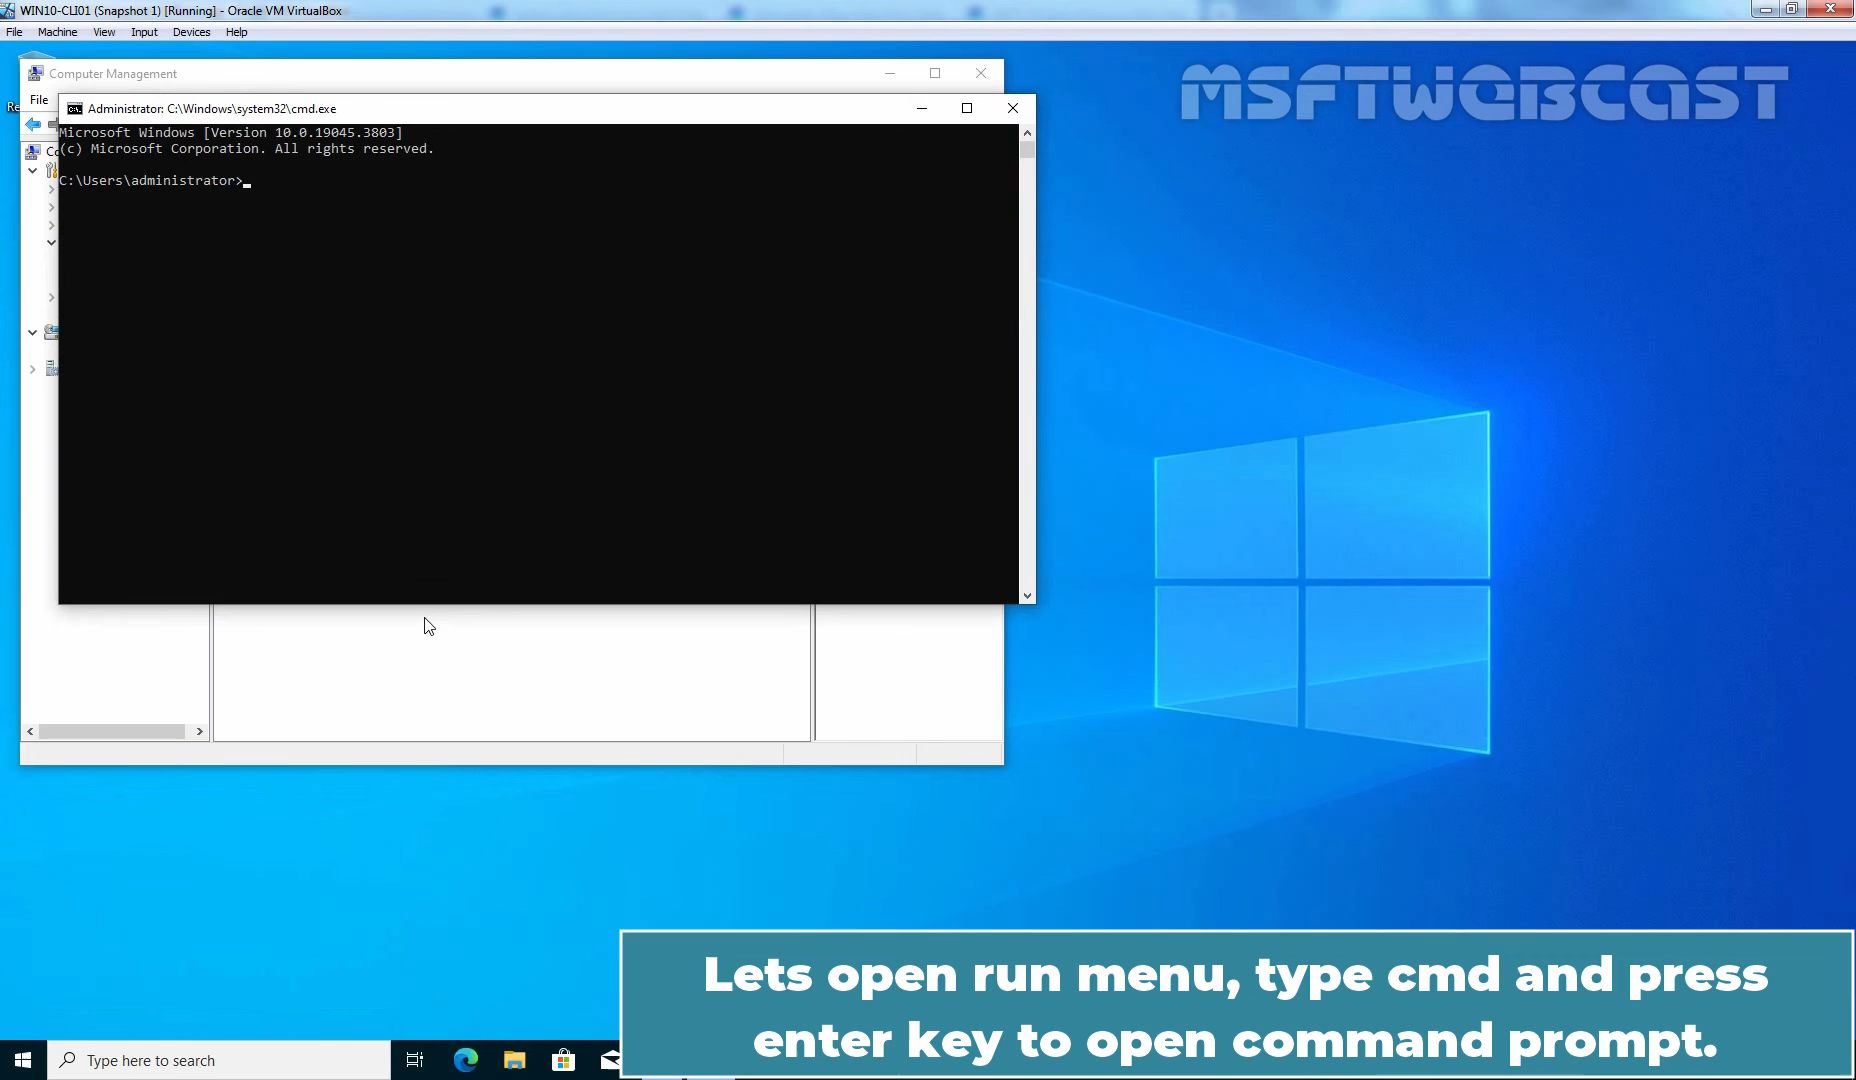 WIN10-CLI01 (Snapshot 1) [Running] - Oracle VM VirtualBox
File Machine View Input Devices Help
MSFTWEBCAST
Computer Management
File
Re
Administrator: C:\Windows\system32\cmd.exe
Microsoft Windows [Version 10.0.19045.3803]
(c) Microsoft Corporation. All rights reserved.
Co
C:\Users\administrator>
Lets open run menu, type cmd and press
enter key to open command prompt.
Type here to search